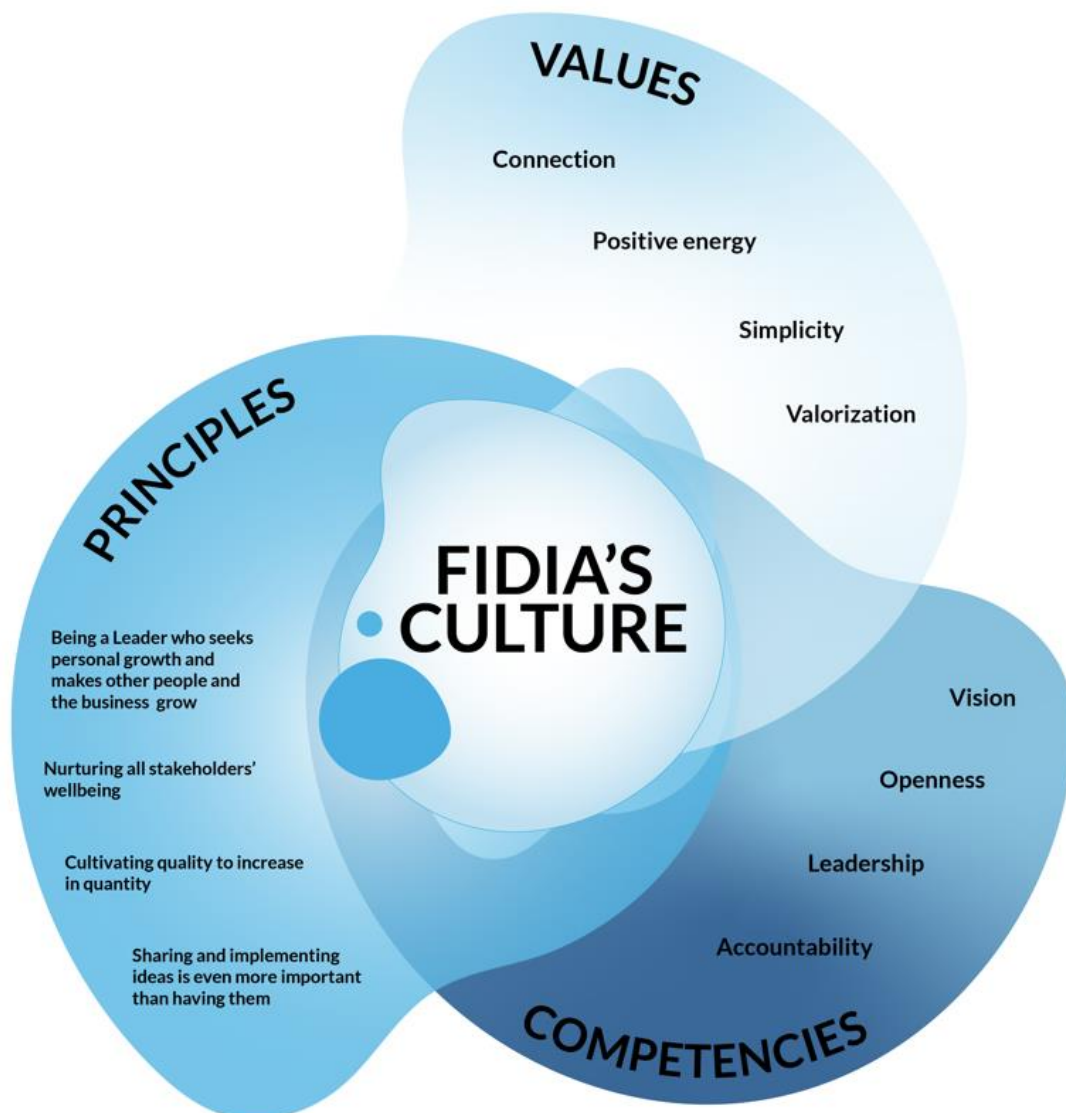 VALUES
Connection
Positive energy
Simplicity
Valorization
PRINCIPLES
FIDIA'S
CULTURE
Being a Leader who seeks
personal growth and
makes other people and
the business grow
Nurturing all stakeholders'
wellbeing
Cultivating quality to increase
in quantity
Sharing and implementing
ideas is even more important
than having them
Vision
Openness
Leadership
Accountability
COMPETENCIES